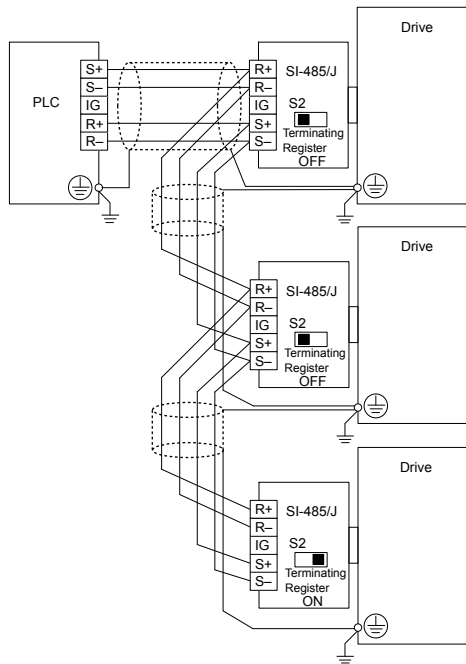 Drive
PLC
S+
S–
IG
R+
R–
R+
R–
IG
S+
S–
SI-485/J
S2
Terminating
Register
OFF
Drive
R+
R–
IG
S+
S–
SI-485/J
S2
Terminating
Register
OFF
Drive
R+
R–
IG
S+
S–
SI-485/J
S2
Terminating
Register
ON